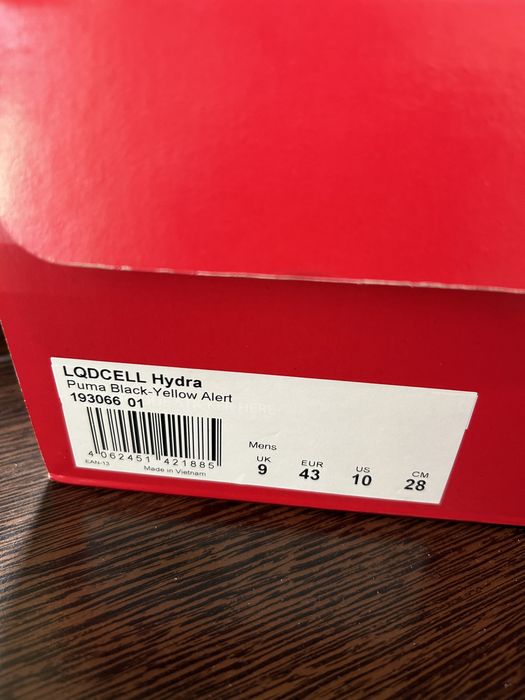 LQDCELL Hydra
Puma Black-Yellow Alert
193066 01
HERE
4 062451 421885
EAN-13
Made in Vietnam
Mens
UK EUR US CM
9 43 10 28